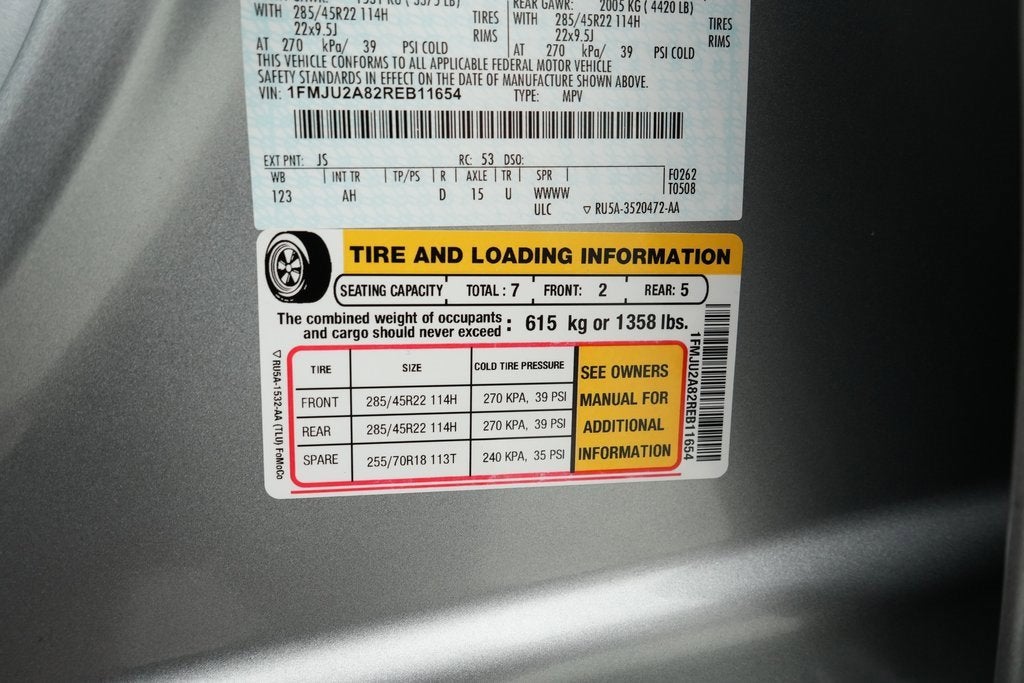 REAR GAWR: 2005 KG ( 4420 LB)
WITH 285/45R22 114H TIRES WITH 285/45R22 114H TIRES
22x9.5J RIMS 22x9.5J RIMS
AT 270 kPa/ 39 PSI COLD AT 270 kPa/ 39 PSI COLD
THIS VEHICLE CONFORMS TO ALL APPLICABLE FEDERAL MOTOR VEHICLE
SAFETY STANDARDS IN EFFECT ON THE DATE OF MANUFACTURE SHOWN ABOVE.
VIN: 1FMJU2A82REB11654 TYPE: MPV
EXT PNT: JS RC: 53 DSO:
WB INT TR TP/PS R AXLE TR SPR F0262
123 AH D 15 U WWWW T0508
ULC ▽ RU5A-3520472-AA
TIRE AND LOADING INFORMATION
SEATING CAPACITY TOTAL : 7 FRONT: 2 REAR: 5
The combined weight of occupants
and cargo should never exceed : 615 kg or 1358 lbs.
TIRE SIZE COLD TIRE PRESSURE
FRONT 285/45R22 114H 270 KPA, 39 PSI
REAR 285/45R22 114H 270 KPA, 39 PSI
SPARE 255/70R18 113T 240 KPA, 35 PSI
SEE OWNERS
MANUAL FOR
ADDITIONAL
INFORMATION
1FMJU2A82REB11654
▽ RU5A-1532-AA (TLU) FoMoCo